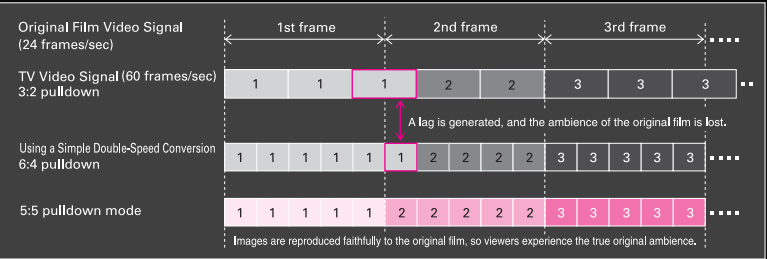 Original Film Video Signal
(24 frames/sec)
1st frame 2nd frame 3rd frame
TV Video Signal (60 frames/sec)
3:2 pulldown
1 1 1 2 2 3 3 3
A lag is generated, and the ambience of the original film is lost.
Using a Simple Double-Speed Conversion
6:4 pulldown
1 1 1 1 1 1 2 2 2 2 3 3 3 3 3
5:5 pulldown mode
1 1 1 1 1 2 2 2 2 2 3 3 3 3 3
Images are reproduced faithfully to the original film, so viewers experience the true original ambience.